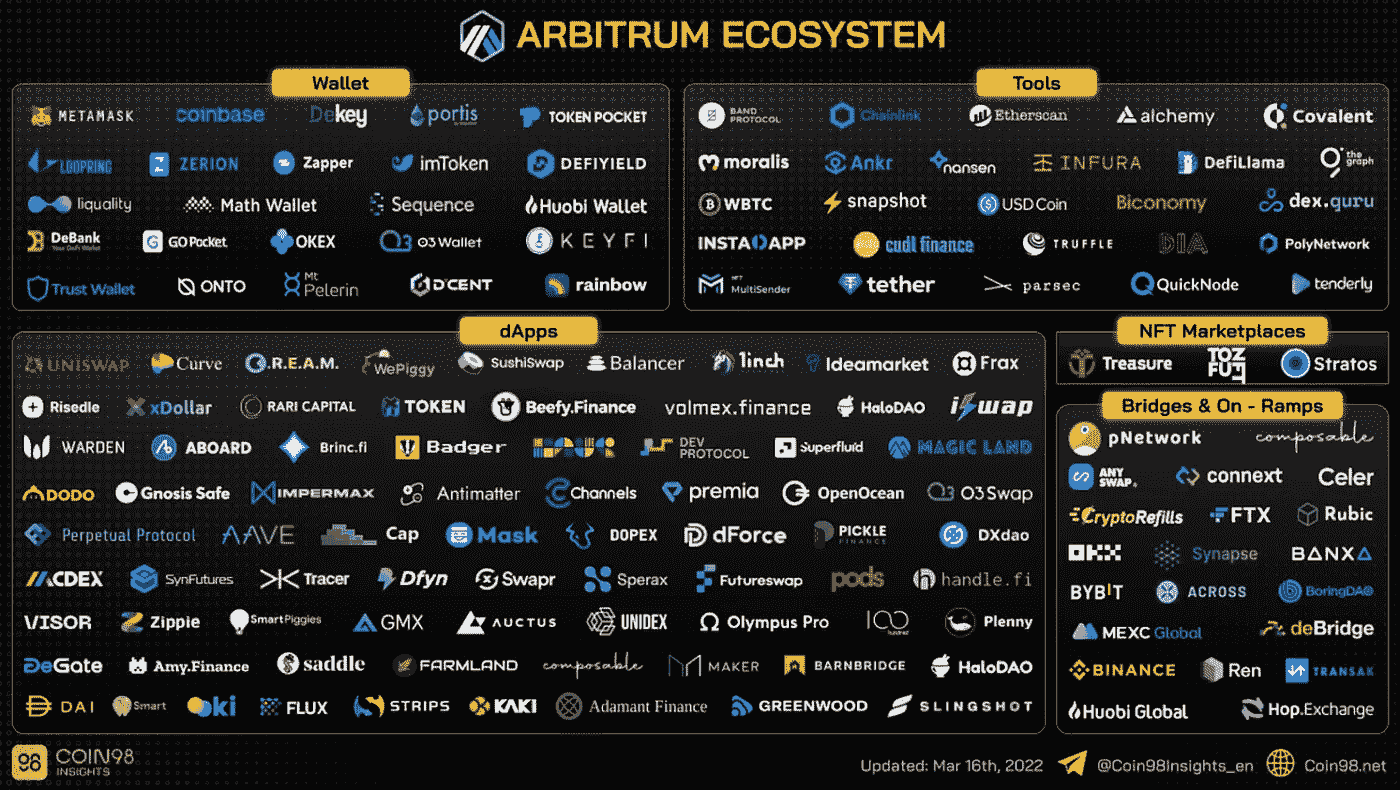 ARBITRUM ECOSYSTEM
Wallet
METAMASK coinbase Dekey portis TOKEN POCKET
LOOPRING ZERION Zapper imToken DEFIYIELD
liquality Math Wallet Sequence Huobi Wallet
DeBank GO Pocket OKEX O3 Wallet KEYFI
Your DeFi Wallet
Trust Wallet ONTO Mt Pelerin D'CENT rainbow
Tools
BAND PROTOCOL Chainlink Etherscan alchemy Covalent
moralis Ankr nansen INFURA DefiLlama the graph
WBTC snapshot USD Coin Biconomy dex.guru
INSTADAPP cudl finance TRUFFLE DIA PolyNetwork
NFT MultiSender tether parsec QuickNode tenderly
dApps
UNISWAP Curve C.R.E.A.M. WePiggy SushiSwap Balancer 1inch Ideamarket Frax
Risedle xDollar RARI CAPITAL TOKEN Beefy.Finance volmex.finance HaloDAO iSwap
WARDEN ABOARD Brinc.fi Badger DEV PROTOCOL Superfluid MAGIC LAND
DODO Gnosis Safe IMPERMAX Antimatter Channels premia OpenOcean O3 Swap
Perpetual Protocol AAVE Cap Mask DOPEX dForce PICKLE FINANCE DXdao
MCDEX SynFutures Tracer Dfyn Swapr Sperax Futureswap pods handle.fi
VISOR Zippie SmartPiggies GMX AUCTUS UNIDEX Olympus Pro 100 Plenny
DeGate Amy.Finance saddle FARMLAND composable MAKER BARNBRIDGE HaloDAO
DAI Smart oki FLUX STRIPS KAKI Adamant Finance GREENWOOD SLINGSHOT
NFT Marketplaces
Treasure TOFU Stratos
Bridges & On - Ramps
pNetwork composable
ANY SWAP connext Celer
CryptoRefills FTX Rubic
OKX Synapse BANXA
BYBIT ACROSS BoringDAO
MEXC Global deBridge
BINANCE Ren TRANSAK
Huobi Global Hop.Exchange
98 COIN98 INSIGHTS
Updated: Mar 16th, 2022 @Coin98Insights_en Coin98.net